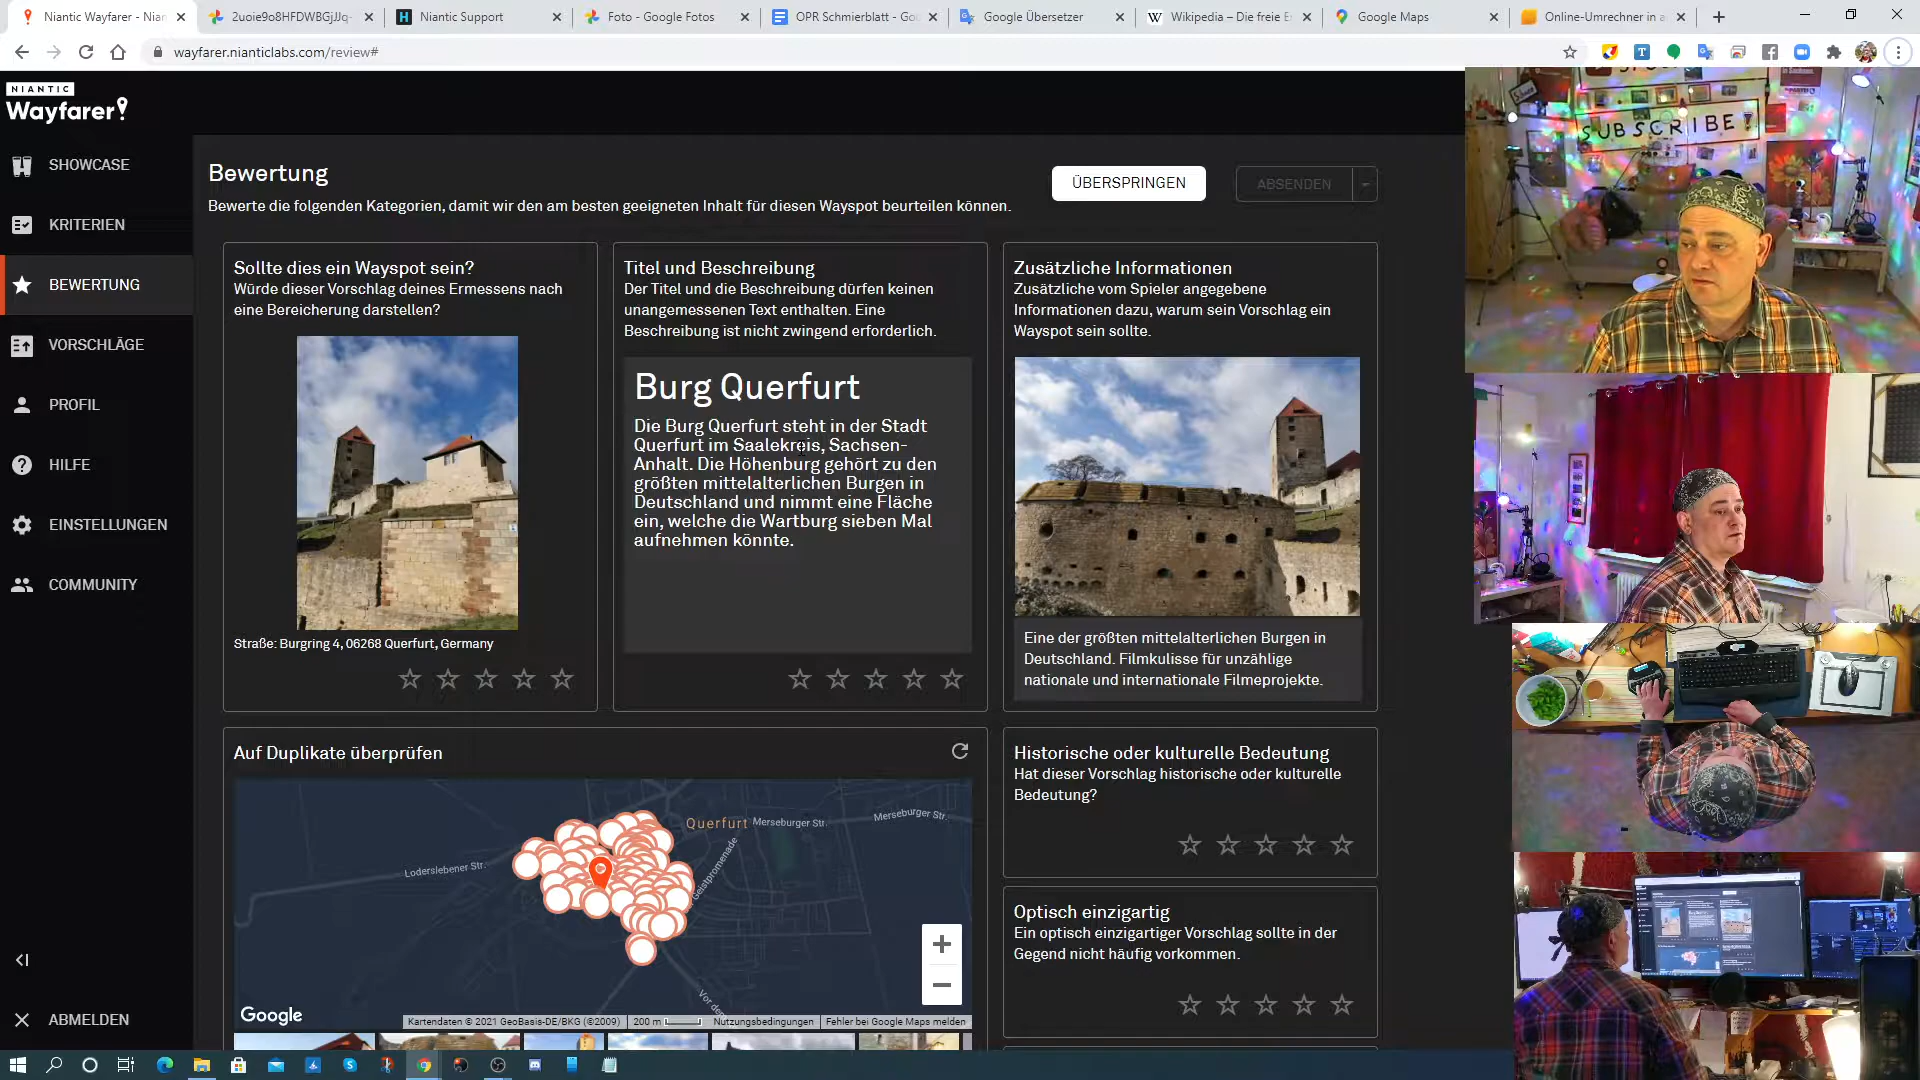 Niantic Wayfarer - Nian
2uoie9o8HFDWBGjJJq-
Niantic Support
Foto - Google Fotos
OPR Schmierblatt - Go
Google Übersetzer
Wikipedia – Die freie E
Google Maps
Online-Umrechner in a
wayfarer.nianticlabs.com/review#
NIANTIC
Wayfarer
SHOWCASE
KRITERIEN
BEWERTUNG
VORSCHLÄGE
PROFIL
HILFE
EINSTELLUNGEN
COMMUNITY
ABMELDEN
Bewertung
Bewerte die folgenden Kategorien, damit wir den am besten geeigneten Inhalt für diesen Wayspot beurteilen können.
ÜBERSPRINGEN
ABSENDEN
Sollte dies ein Wayspot sein?
Würde dieser Vorschlag deines Ermessens nach
eine Bereicherung darstellen?
Straße: Burgring 4, 06268 Querfurt, Germany
Titel und Beschreibung
Der Titel und die Beschreibung dürfen keinen
unangemessenen Text enthalten. Eine
Beschreibung ist nicht zwingend erforderlich.
Burg Querfurt
Die Burg Querfurt steht in der Stadt
Querfurt im Saalekreis, Sachsen-
Anhalt. Die Höhenburg gehört zu den
größten mittelalterlichen Burgen in
Deutschland und nimmt eine Fläche
ein, welche die Wartburg sieben Mal
aufnehmen könnte.
Zusätzliche Informationen
Zusätzliche vom Spieler angegebene
Informationen dazu, warum sein Vorschlag ein
Wayspot sein sollte.
Eine der größten mittelalterlichen Burgen in
Deutschland. Filmkulisse für unzählige
nationale und internationale Filmeprojekte.
Auf Duplikate überprüfen
Querfurt
Merseburger Str.
Merseburger Str.
Loderslebener Str.
Geistpromenade
Vor dem
Google
Kartendaten © 2021 GeoBasis-DE/BKG (©2009)
200 m
Nutzungsbedingungen
Fehler bei Google Maps melden
Historische oder kulturelle Bedeutung
Hat dieser Vorschlag historische oder kulturelle
Bedeutung?
Optisch einzigartig
Ein optisch einzigartiger Vorschlag sollte in der
Gegend nicht häufig vorkommen.
SUBSCRIBE!